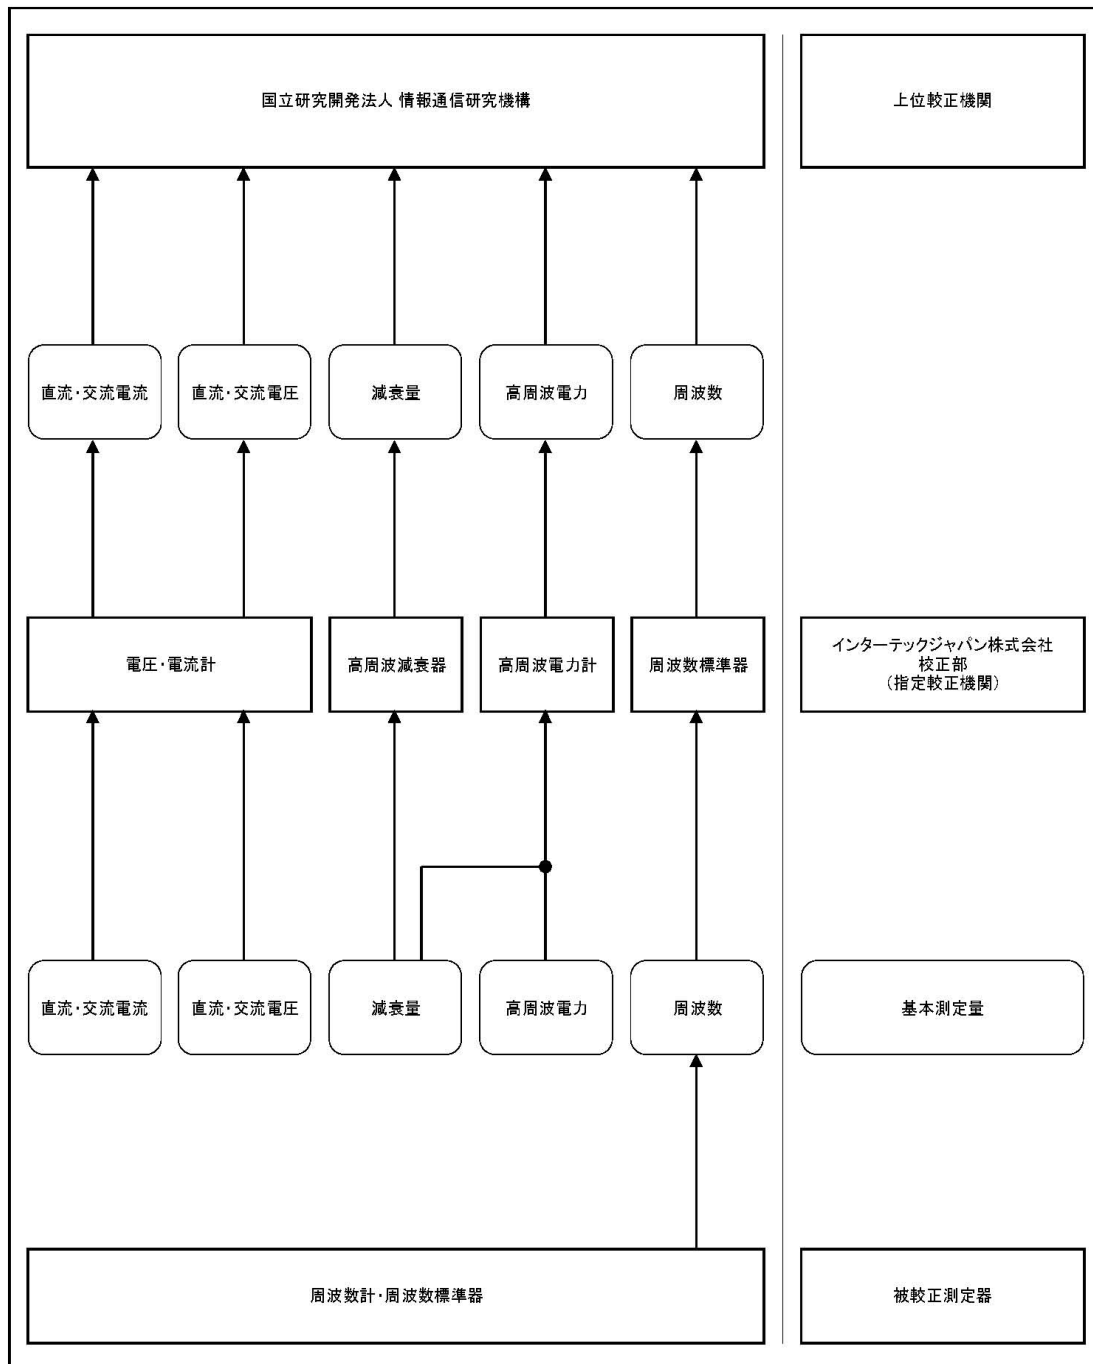 国立研究開発法人 情報通信研究機構
上位較正機関
直流・交流電流
直流・交流電圧
減衰量
高周波電力
周波数
電圧・電流計
高周波減衰器
高周波電力計
周波数標準器
インターテックジャパン株式会社
校正部
(指定較正機関)
直流・交流電流
直流・交流電圧
減衰量
高周波電力
周波数
基本測定量
周波数計・周波数標準器
被較正測定器